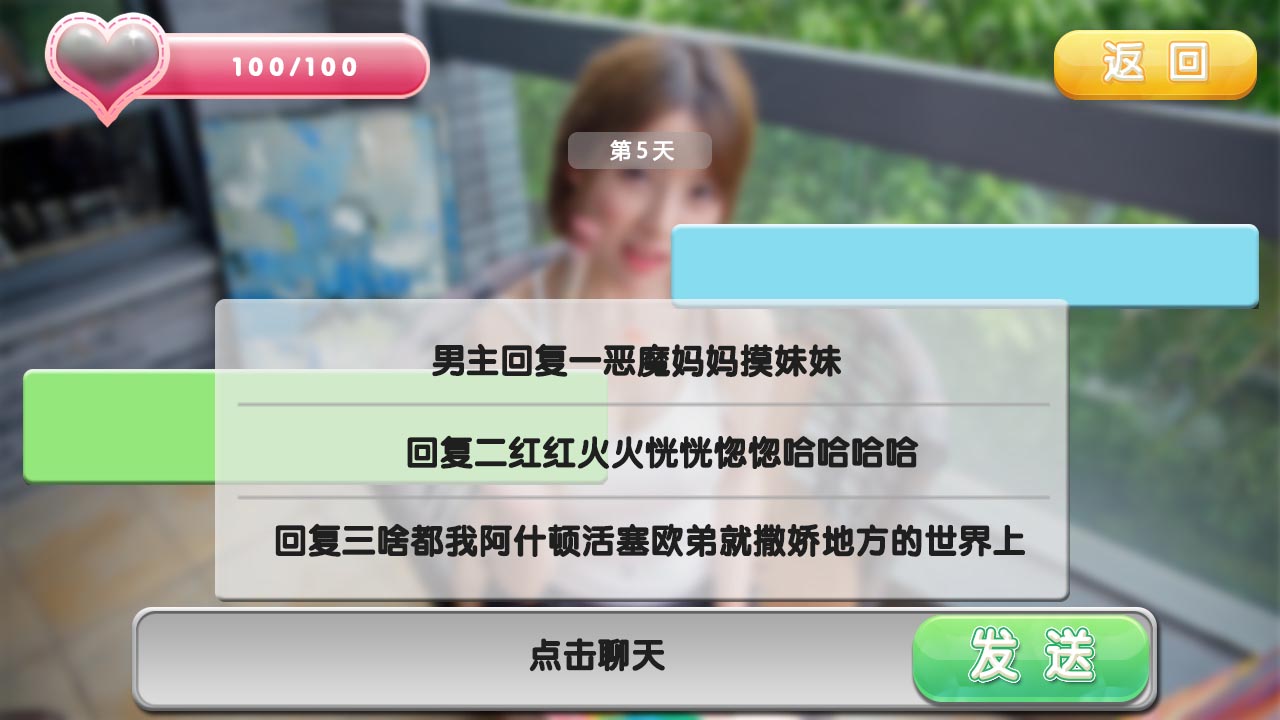 100/100
返回
第5天
男主回复一恶魔妈妈摸妹妹
回复二红红火火恍恍惚惚哈哈哈哈
回复三啥都我阿什顿活塞欧弟就撒娇地方的世界上
点击聊天
发送